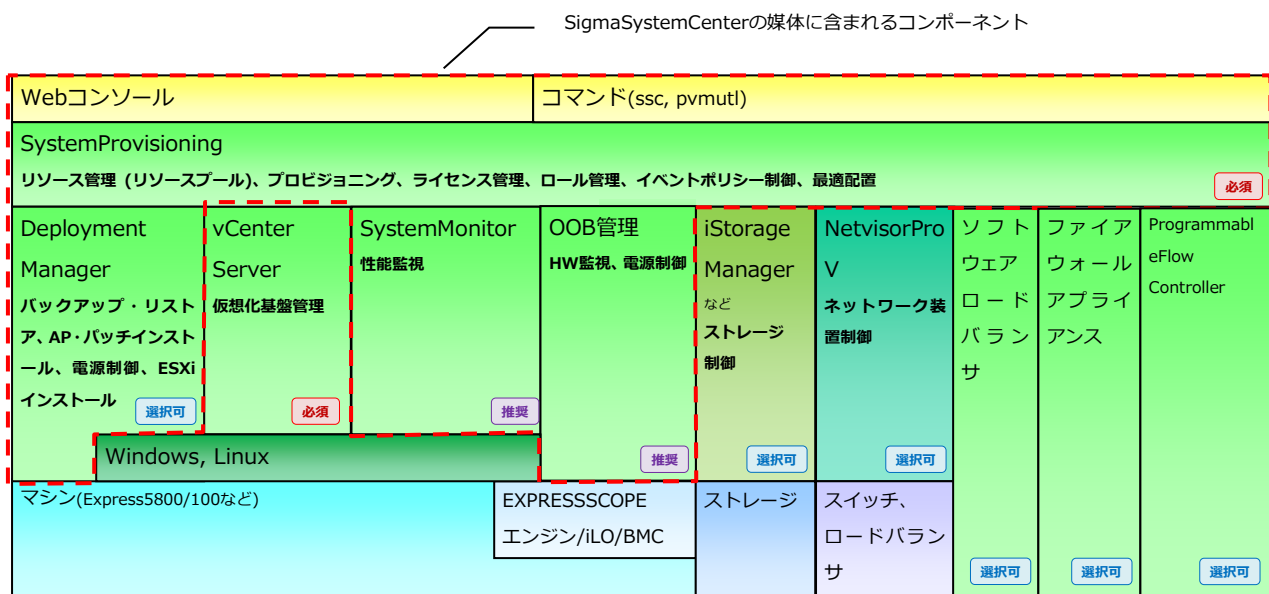 SigmaSystemCenterの媒体に含まれるコンポーネント
Webコンソール
コマンド(ssc, pvmutl)
SystemProvisioning
リソース管理 (リソースプール)、プロビジョニング、ライセンス管理、ロール管理、イベントポリシー制御、最適配置
必須
Deployment
Manager
バックアップ・リスト
ア、AP・パッチインスト
ール、電源制御、ESXi
インストール
選択可
vCenter
Server
仮想化基盤管理
必須
SystemMonitor
性能監視
推奨
OOB管理
HW監視、電源制御
推奨
iStorage
Manager
など
ストレージ
制御
選択可
NetvisorPro
V
ネットワーク装
置制御
選択可
ソフト
ウェア
ロード
バラン
サ
選択可
ファイア
ウォール
アプライ
アンス
選択可
Programmabl
eFlow
Controller
選択可
Windows, Linux
マシン(Express5800/100など)
EXPRESSSCOPE
エンジン/iLO/BMC
ストレージ
スイッチ、
ロードバラン
サ